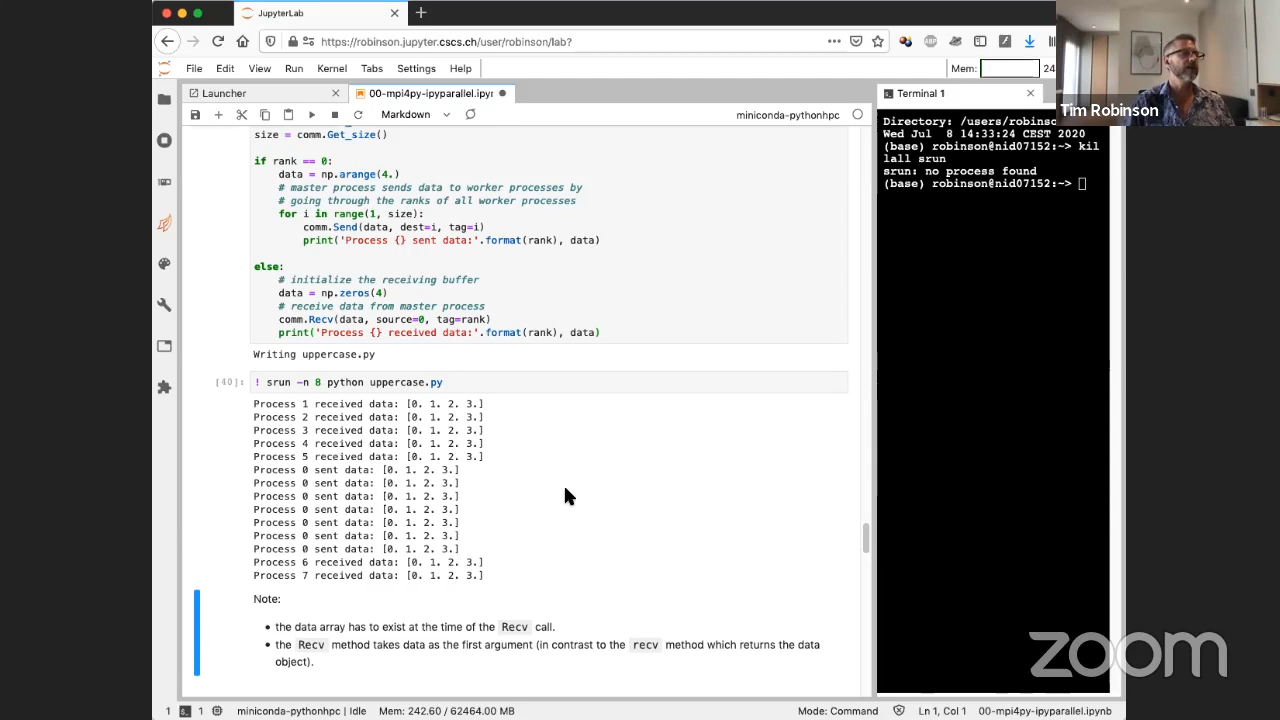 JupyterLab
https://robinson.jupyter.cscs.ch/user/robinson/lab?
ABP
File Edit View Run Kernel Tabs Settings Help
Mem:
24
Tim Robinson
Launcher
00-mpi4py-ipyparallel.ipyr
Terminal 1
Markdown
miniconda-pythonhpc
size = comm.Get_size()
if rank == 0:
data = np.arange(4.)
# master process sends data to worker processes by
# going through the ranks of all worker processes
for i in range(1, size):
comm.Send(data, dest=i, tag=i)
print('Process {} sent data:'.format(rank), data)
else:
# initialize the receiving buffer
data = np.zeros(4)
# receive data from master process
comm.Recv(data, source=0, tag=rank)
print('Process {} received data:'.format(rank), data)
Writing uppercase.py
[40]:
! srun -n 8 python uppercase.py
Process 1 received data: [0. 1. 2. 3.]
Process 2 received data: [0. 1. 2. 3.]
Process 3 received data: [0. 1. 2. 3.]
Process 4 received data: [0. 1. 2. 3.]
Process 5 received data: [0. 1. 2. 3.]
Process 0 sent data: [0. 1. 2. 3.]
Process 0 sent data: [0. 1. 2. 3.]
Process 0 sent data: [0. 1. 2. 3.]
Process 0 sent data: [0. 1. 2. 3.]
Process 0 sent data: [0. 1. 2. 3.]
Process 0 sent data: [0. 1. 2. 3.]
Process 0 sent data: [0. 1. 2. 3.]
Process 6 received data: [0. 1. 2. 3.]
Process 7 received data: [0. 1. 2. 3.]
Note:
• the data array has to exist at the time of the Recv call.
• the Recv method takes data as the first argument (in contrast to the recv method which returns the data
object).
Directory: /users/robinso
Wed Jul  8 14:33:24 CEST 2020
(base) robinson@nid07152:~> kil
lall srun
srun: no process found
(base) robinson@nid07152:~>
zoom
1
1
miniconda-pythonhpc | Idle
Mem: 242.60 / 62464.00 MB
Mode: Command
Ln 1, Col 1
00-mpi4py-ipyparallel.ipynb